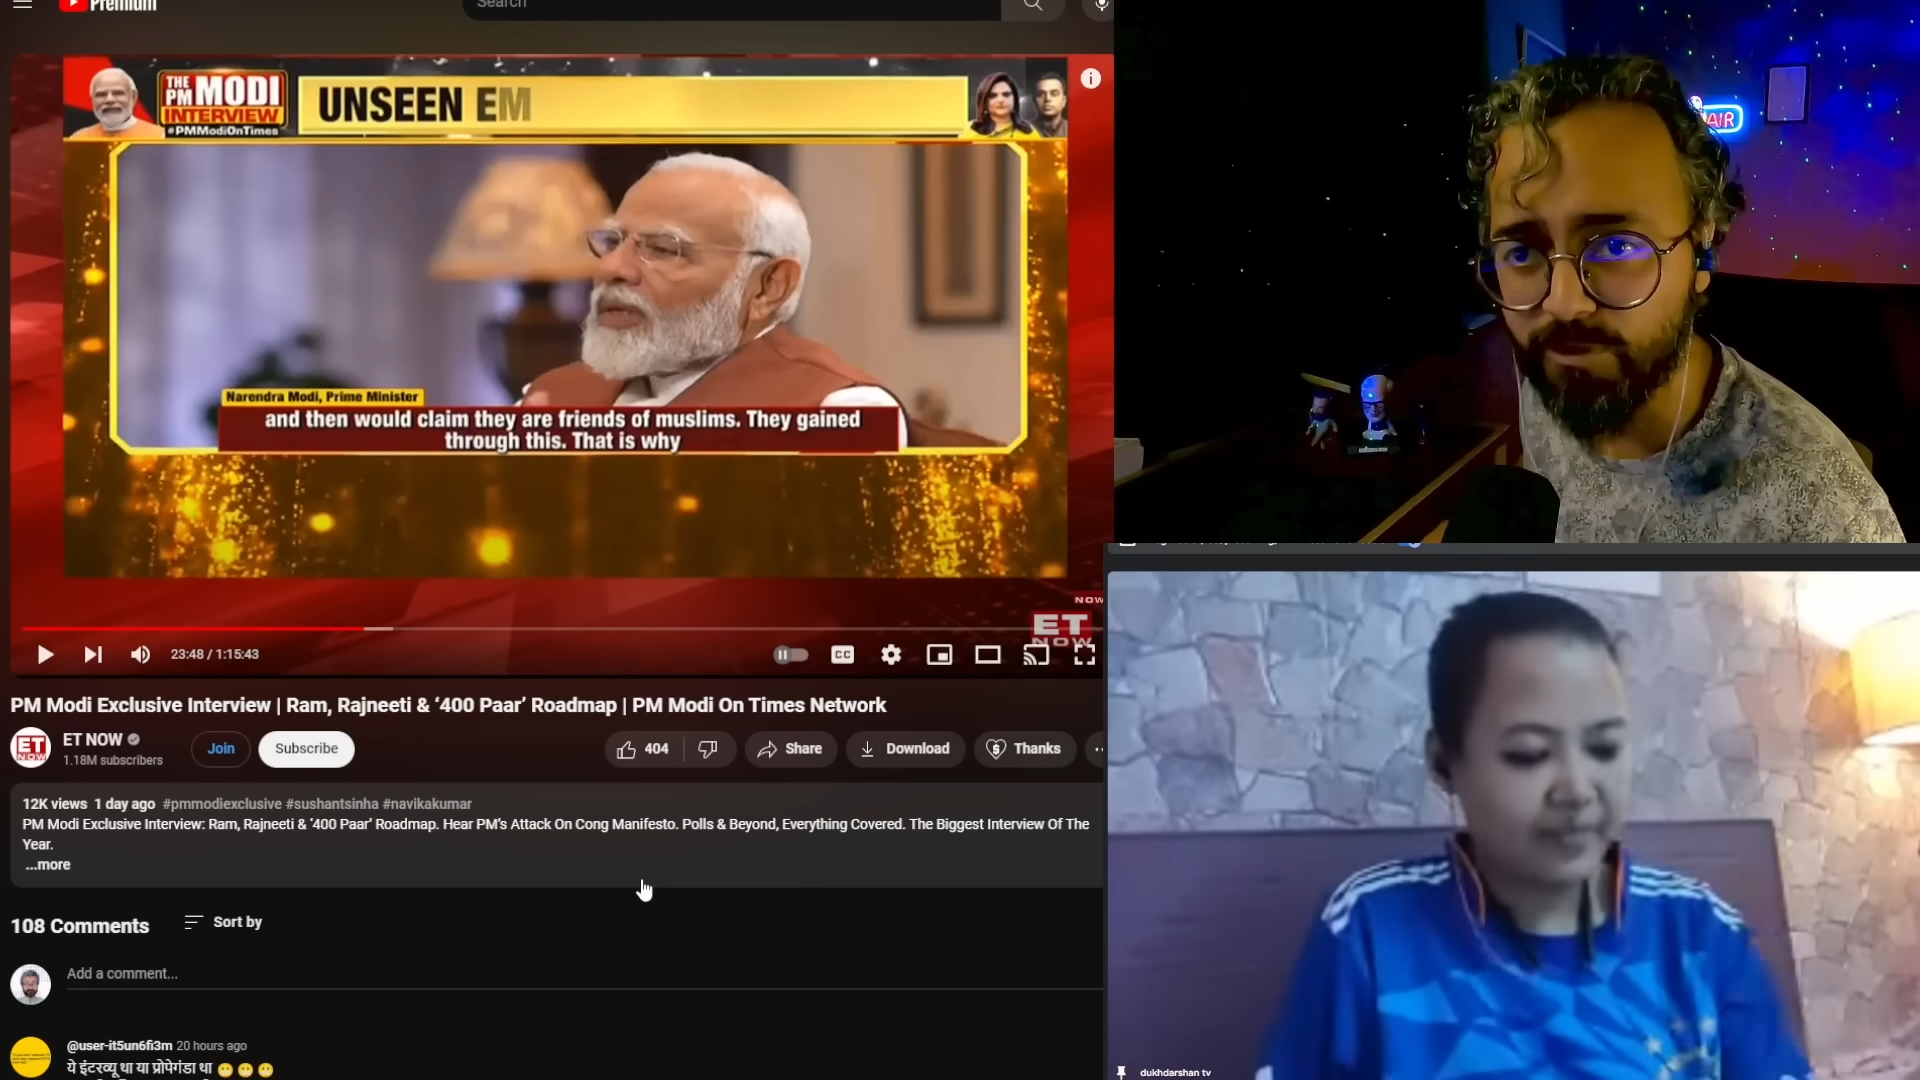 Premium
Search
THE
PM MODI
INTERVIEW
#PMModiOnTimes
UNSEEN EM
Narendra Modi, Prime Minister
and then would claim they are friends of muslims. They gained
through this. That is why
AIR
NOW
ET
NOW
23:48 / 1:15:43
CC
PM Modi Exclusive Interview | Ram, Rajneeti & ‘400 Paar’ Roadmap | PM Modi On Times Network
ET
NOW
ET NOW
1.18M subscribers
Join
Subscribe
404
Share
Download
Thanks
12K views 1 day ago #pmmodiexclusive #sushantsinha #navikakumar
PM Modi Exclusive Interview: Ram, Rajneeti & ‘400 Paar’ Roadmap. Hear PM's Attack On Cong Manifesto. Polls & Beyond, Everything Covered. The Biggest Interview Of The
Year.
...more
108 Comments
Sort by
Add a comment...
@user-it5un6fi3m 20 hours ago
ये इंटरव्यू था या प्रोपेगंडा था 😁😁😁
dukhdarshan tv